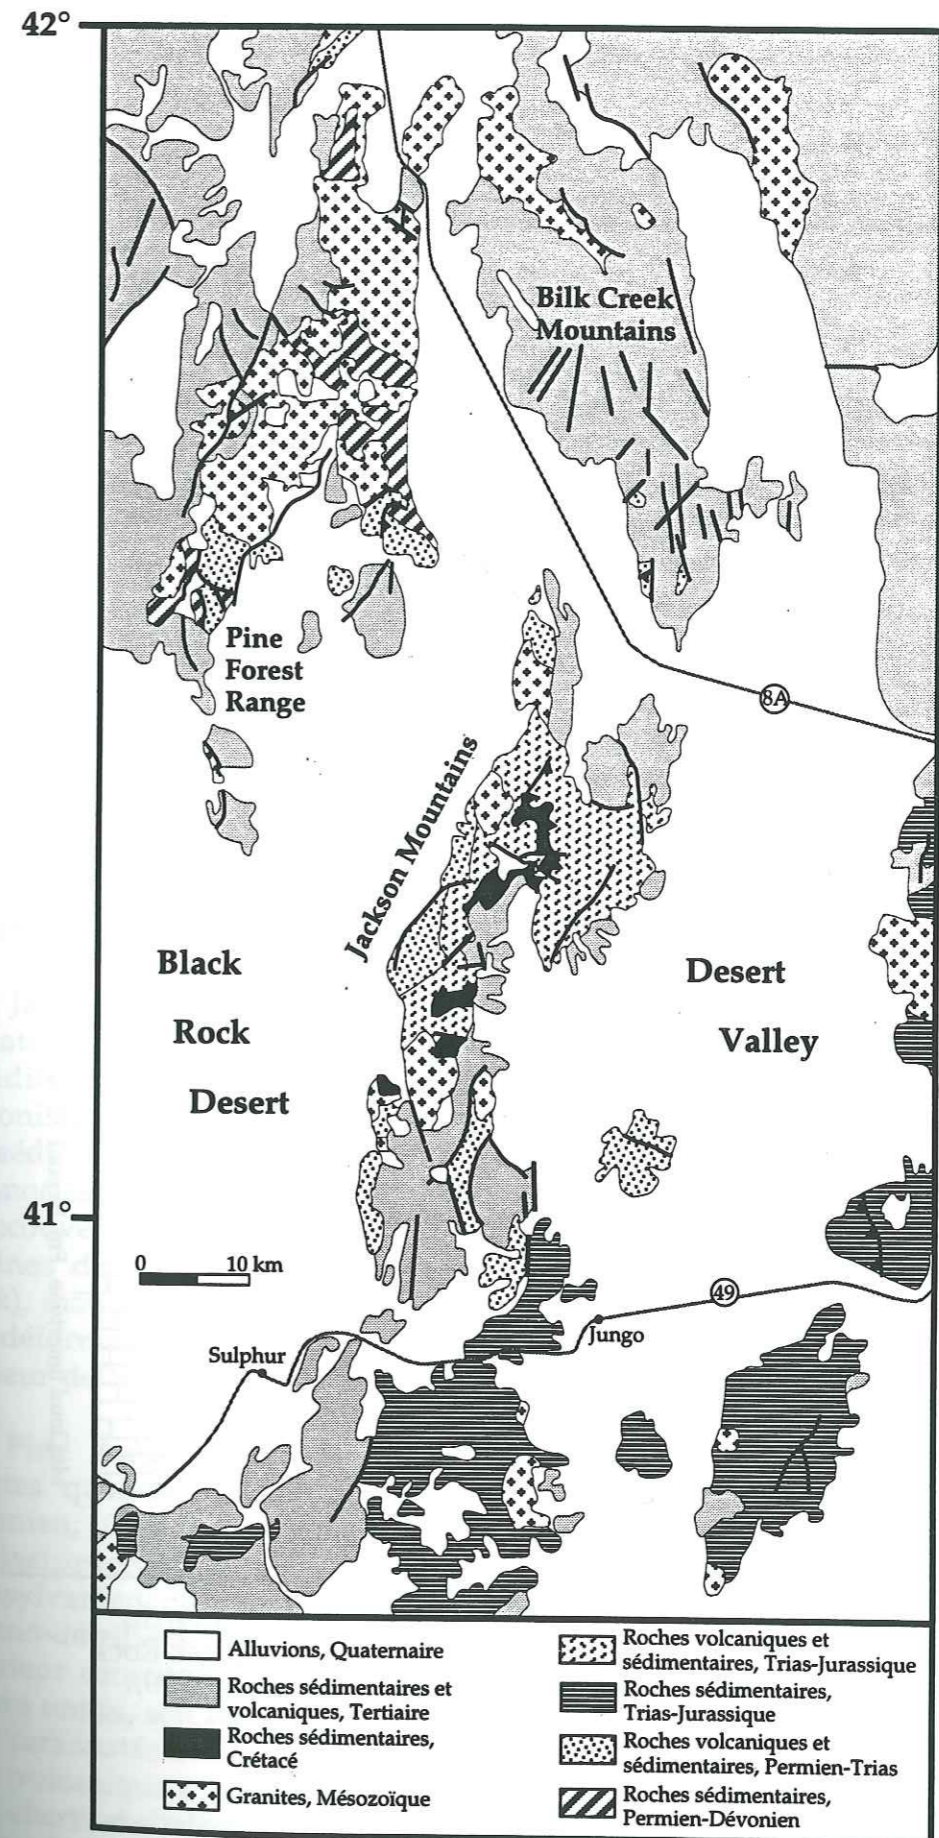 42°
Bilk Creek
Mountains
Pine
Forest
Range
8A
Jackson Mountains
Black
Rock
Desert
Desert
Valley
41°
0 10 km
49
Jungo
Sulphur
Alluvions, Quaternaire
Roches sédimentaires et
volcaniques, Tertiaire
Roches sédimentaires,
Crétacé
Granites, Mésozoïque
Roches volcaniques et
sédimentaires, Trias-Jurassique
Roches sédimentaires,
Trias-Jurassique
Roches volcaniques et
sédimentaires, Permien-Trias
Roches sédimentaires,
Permien-Dévonien